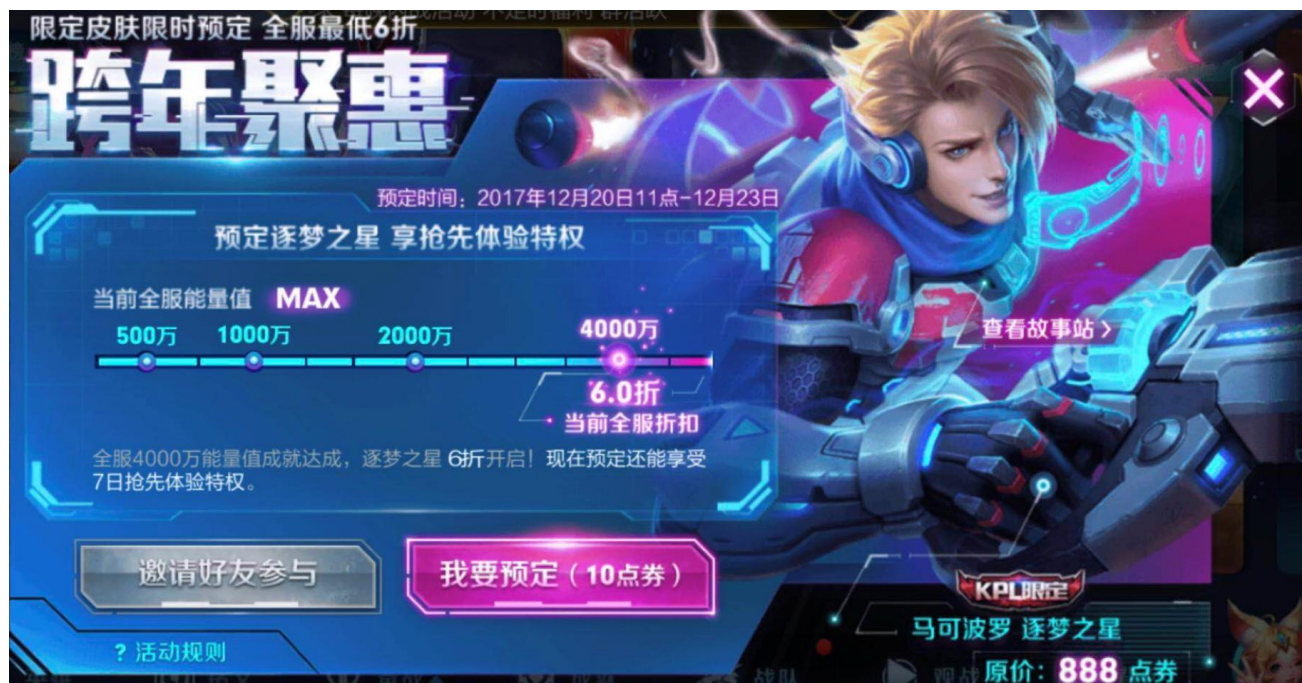 限定皮肤限时预定 全服最低6折
跨年聚惠
预定时间：2017年12月20日11点-12月23日
预定逐梦之星 享抢先体验特权
当前全服能量值 MAX
500万 1000万 2000万 4000万
6.0折
当前全服折扣
全服4000万能量值成就达成，逐梦之星 6折开启！现在预定还能享受
7日抢先体验特权。
查看故事站 >
邀请好友参与 我要预定（10点券）
KPL限定
马可波罗 逐梦之星
? 活动规则
原价：888 点券
战队 观战